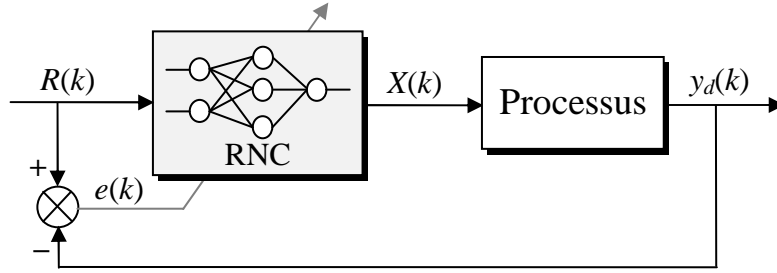 R(k)
X(k)
Processus
y_d(k)
RNC
+
e(k)
−